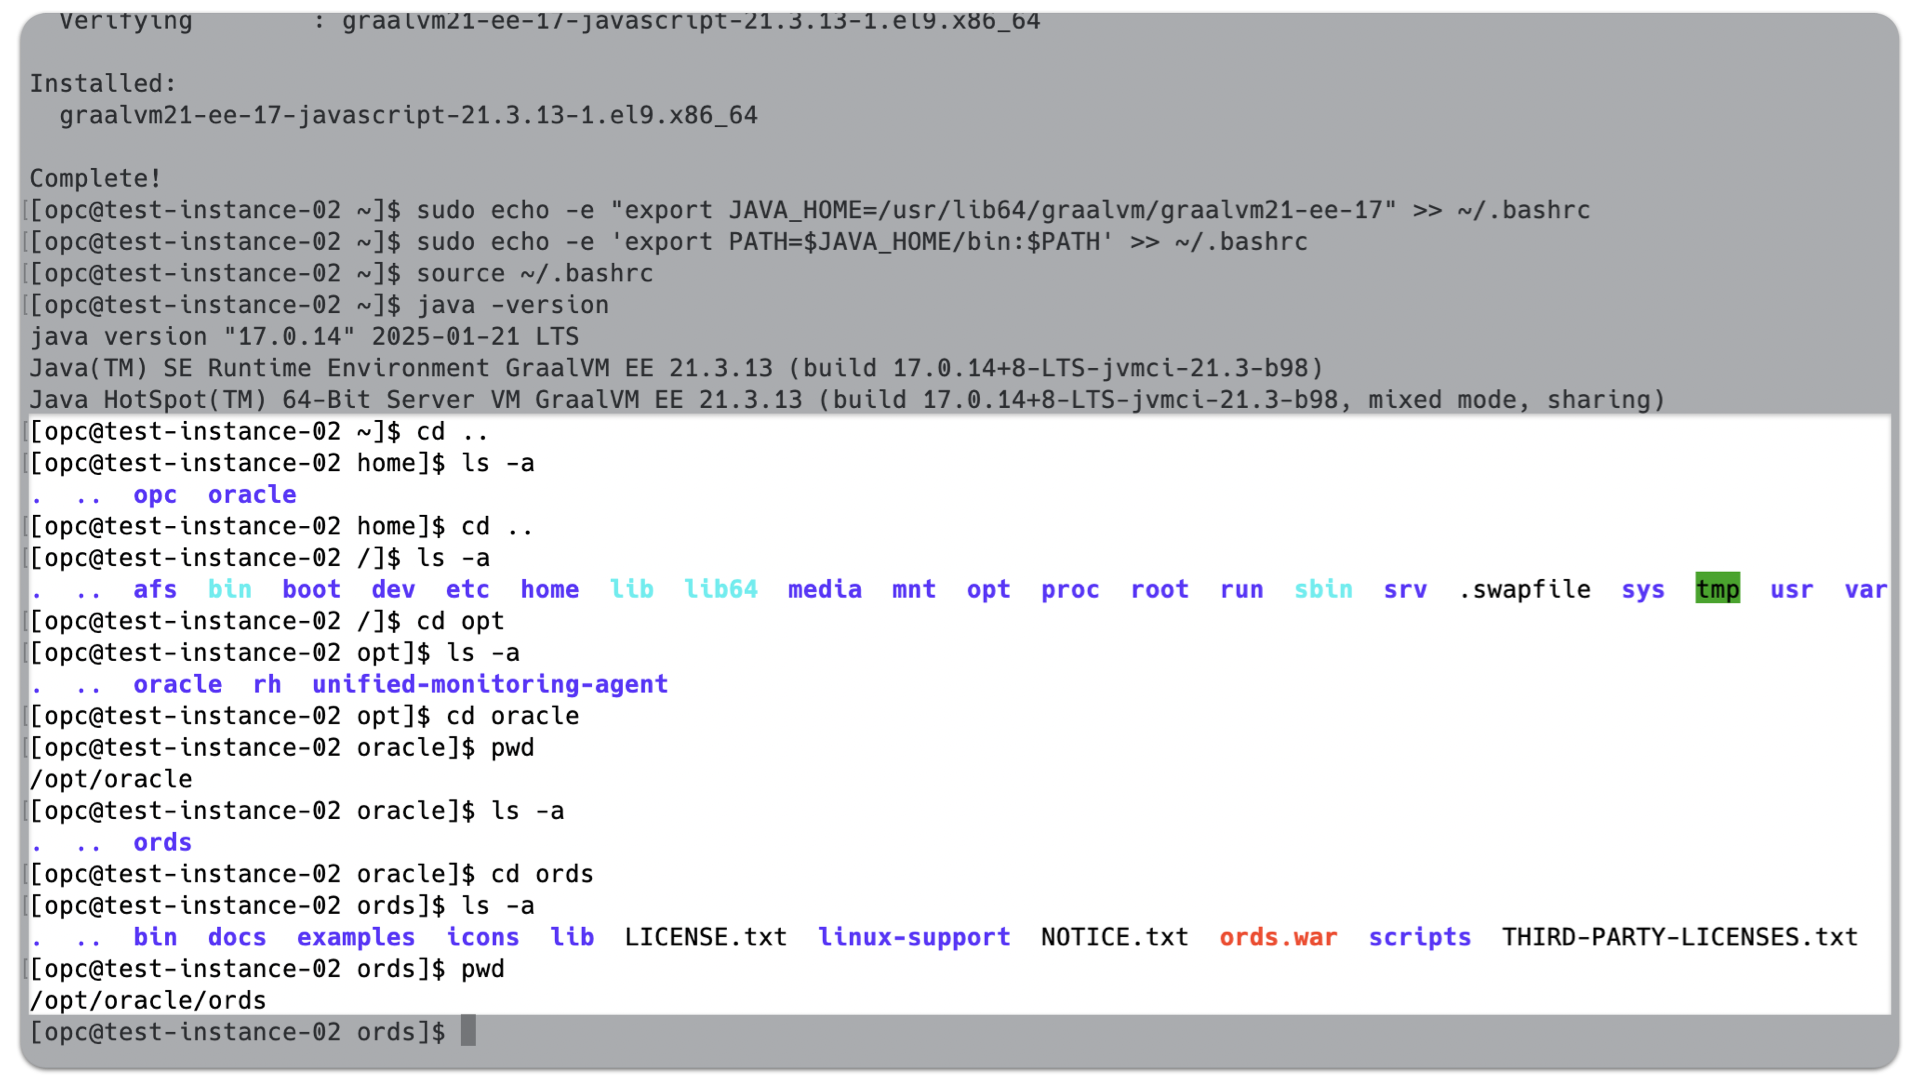 Verifying        : graalvm21-ee-17-javascript-21.3.13-1.el9.x86_64
Installed:
graalvm21-ee-17-javascript-21.3.13-1.el9.x86_64
Complete!
[opc@test-instance-02 ~]$ sudo echo -e "export JAVA_HOME=/usr/lib64/graalvm/graalvm21-ee-17" >> ~/.bashrc
[opc@test-instance-02 ~]$ sudo echo -e 'export PATH=$JAVA_HOME/bin:$PATH' >> ~/.bashrc
[opc@test-instance-02 ~]$ source ~/.bashrc
[opc@test-instance-02 ~]$ java -version
java version "17.0.14" 2025-01-21 LTS
Java(TM) SE Runtime Environment GraalVM EE 21.3.13 (build 17.0.14+8-LTS-jvmci-21.3-b98)
Java HotSpot(TM) 64-Bit Server VM GraalVM EE 21.3.13 (build 17.0.14+8-LTS-jvmci-21.3-b98, mixed mode, sharing)
[opc@test-instance-02 ~]$ cd ..
[opc@test-instance-02 home]$ ls -a
.  ..  opc  oracle
[opc@test-instance-02 home]$ cd ..
[opc@test-instance-02 /]$ ls -a
.  ..  afs  bin  boot  dev  etc  home  lib  lib64  media  mnt  opt  proc  root  run  sbin  srv  .swapfile  sys  tmp  usr  var
[opc@test-instance-02 /]$ cd opt
[opc@test-instance-02 opt]$ ls -a
.  ..  oracle  rh  unified-monitoring-agent
[opc@test-instance-02 opt]$ cd oracle
[opc@test-instance-02 oracle]$ pwd
/opt/oracle
[opc@test-instance-02 oracle]$ ls -a
.  ..  ords
[opc@test-instance-02 oracle]$ cd ords
[opc@test-instance-02 ords]$ ls -a
.  ..  bin  docs  examples  icons  lib  LICENSE.txt  linux-support  NOTICE.txt  ords.war  scripts  THIRD-PARTY-LICENSES.txt
[opc@test-instance-02 ords]$ pwd
/opt/oracle/ords
[opc@test-instance-02 ords]$